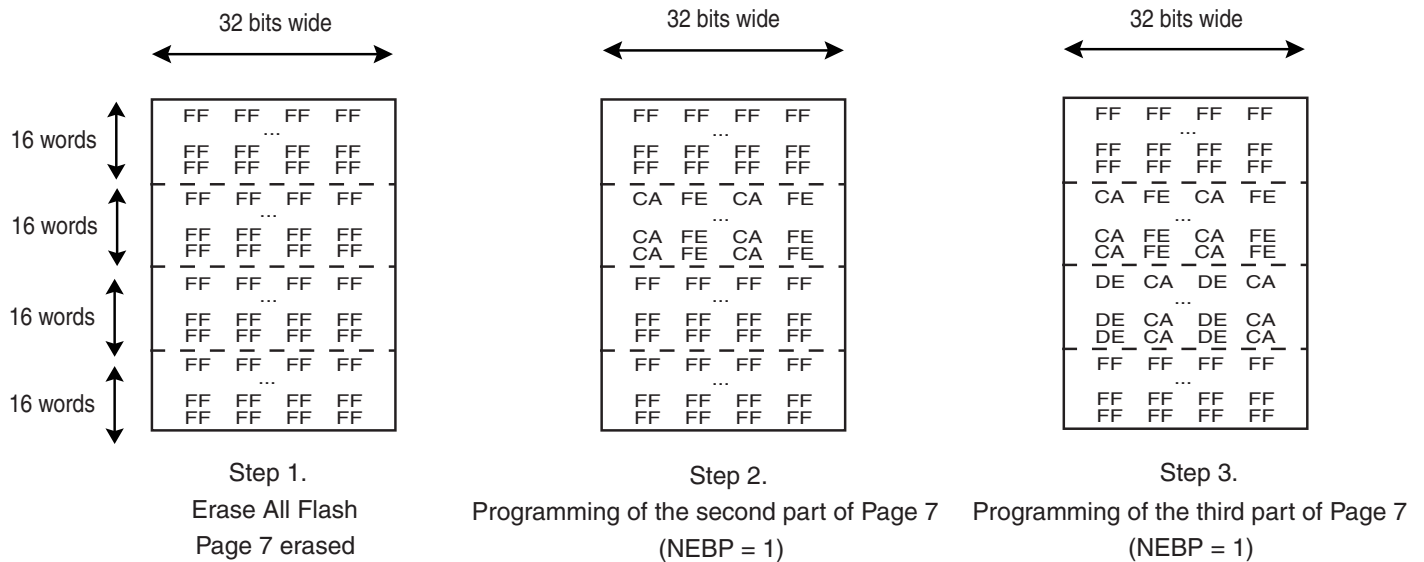 32 bits wide
16 words
FF FF FF FF
...
FF FF FF FF
FF FF FF FF
16 words
FF FF FF FF
...
FF FF FF FF
FF FF FF FF
16 words
FF FF FF FF
...
FF FF FF FF
FF FF FF FF
16 words
FF FF FF FF
...
FF FF FF FF
FF FF FF FF
Step 1.
Erase All Flash
Page 7 erased
32 bits wide
FF FF FF FF
...
FF FF FF FF
FF FF FF FF
CA FE CA FE
...
CA FE CA FE
CA FE CA FE
FF FF FF FF
...
FF FF FF FF
FF FF FF FF
FF FF FF FF
...
FF FF FF FF
FF FF FF FF
Step 2.
Programming of the second part of Page 7
(NEBP = 1)
32 bits wide
FF FF FF FF
...
FF FF FF FF
FF FF FF FF
CA FE CA FE
...
CA FE CA FE
CA FE CA FE
DE CA DE CA
...
DE CA DE CA
DE CA DE CA
FF FF FF FF
...
FF FF FF FF
FF FF FF FF
Step 3.
Programming of the third part of Page 7
(NEBP = 1)